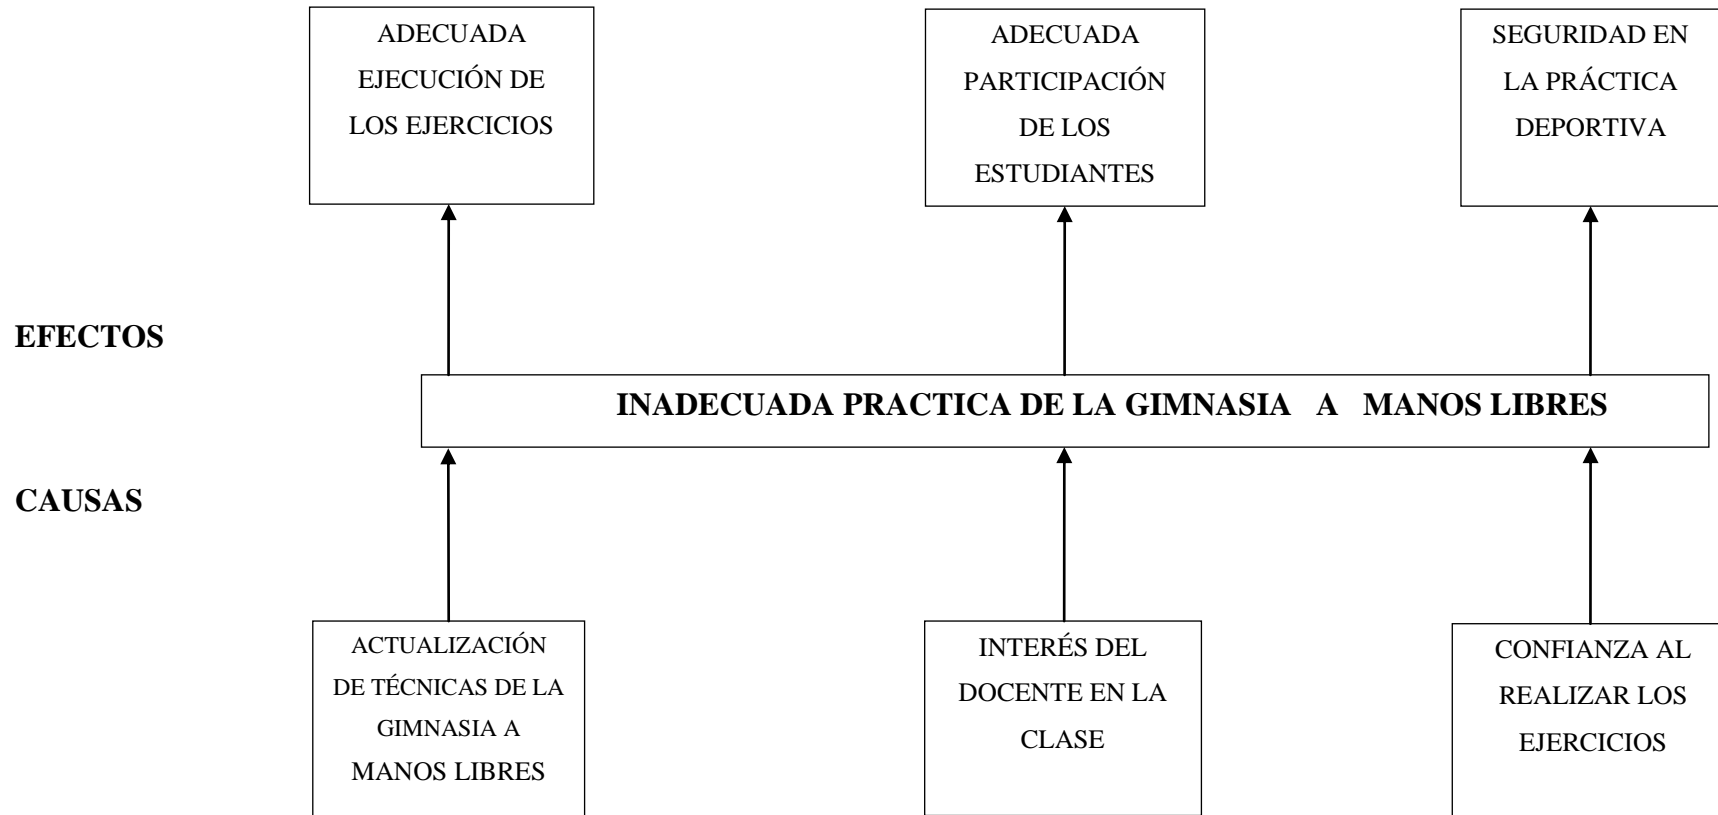 ADECUADA
EJECUCIÓN DE
LOS EJERCICIOS
ADECUADA
PARTICIPACIÓN
DE LOS
ESTUDIANTES
SEGURIDAD EN
LA PRÁCTICA
DEPORTIVA
EFECTOS
INADECUADA PRACTICA DE LA GIMNASIA A MANOS LIBRES
CAUSAS
ACTUALIZACIÓN
DE TÉCNICAS DE LA
GIMNASIA A
MANOS LIBRES
INTERÉS DEL
DOCENTE EN LA
CLASE
CONFIANZA AL
REALIZAR LOS
EJERCICIOS